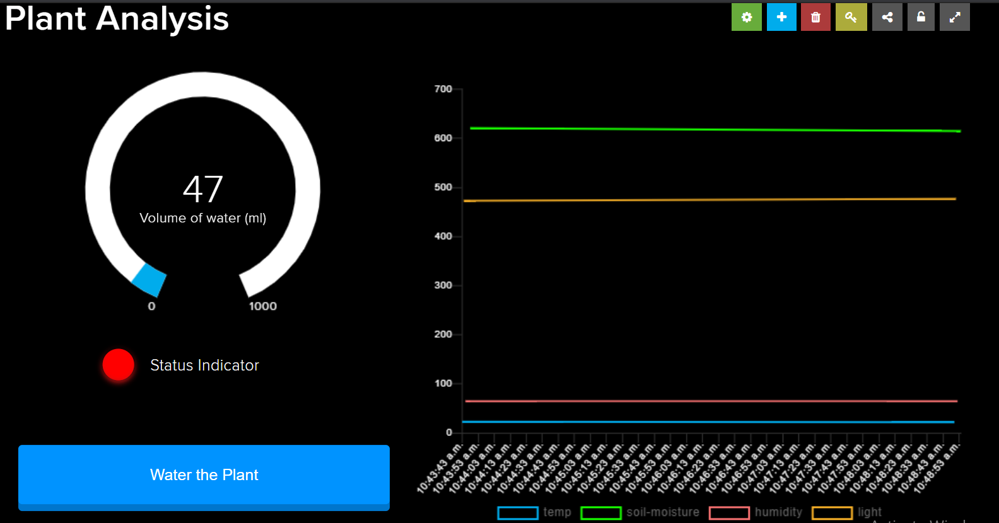 Plant Analysis
47
Volume of water (ml)
0
1000
Status Indicator
Water the Plant
700
600
500
400
300
200
100
0
10:43:43 a.m.
10:43:53 a.m.
10:44:03 a.m.
10:44:13 a.m.
10:44:23 a.m.
10:44:33 a.m.
10:44:43 a.m.
10:44:53 a.m.
10:45:03 a.m.
10:45:13 a.m.
10:45:23 a.m.
10:45:33 a.m.
10:45:43 a.m.
10:45:53 a.m.
10:46:03 a.m.
10:46:13 a.m.
10:46:23 a.m.
10:46:33 a.m.
10:46:43 a.m.
10:46:53 a.m.
10:47:03 a.m.
10:47:13 a.m.
10:47:23 a.m.
10:47:33 a.m.
10:47:43 a.m.
10:47:53 a.m.
10:48:03 a.m.
10:48:13 a.m.
10:48:23 a.m.
10:48:33 a.m.
10:48:43 a.m.
10:48:53 a.m.
temp soil-moisture humidity light